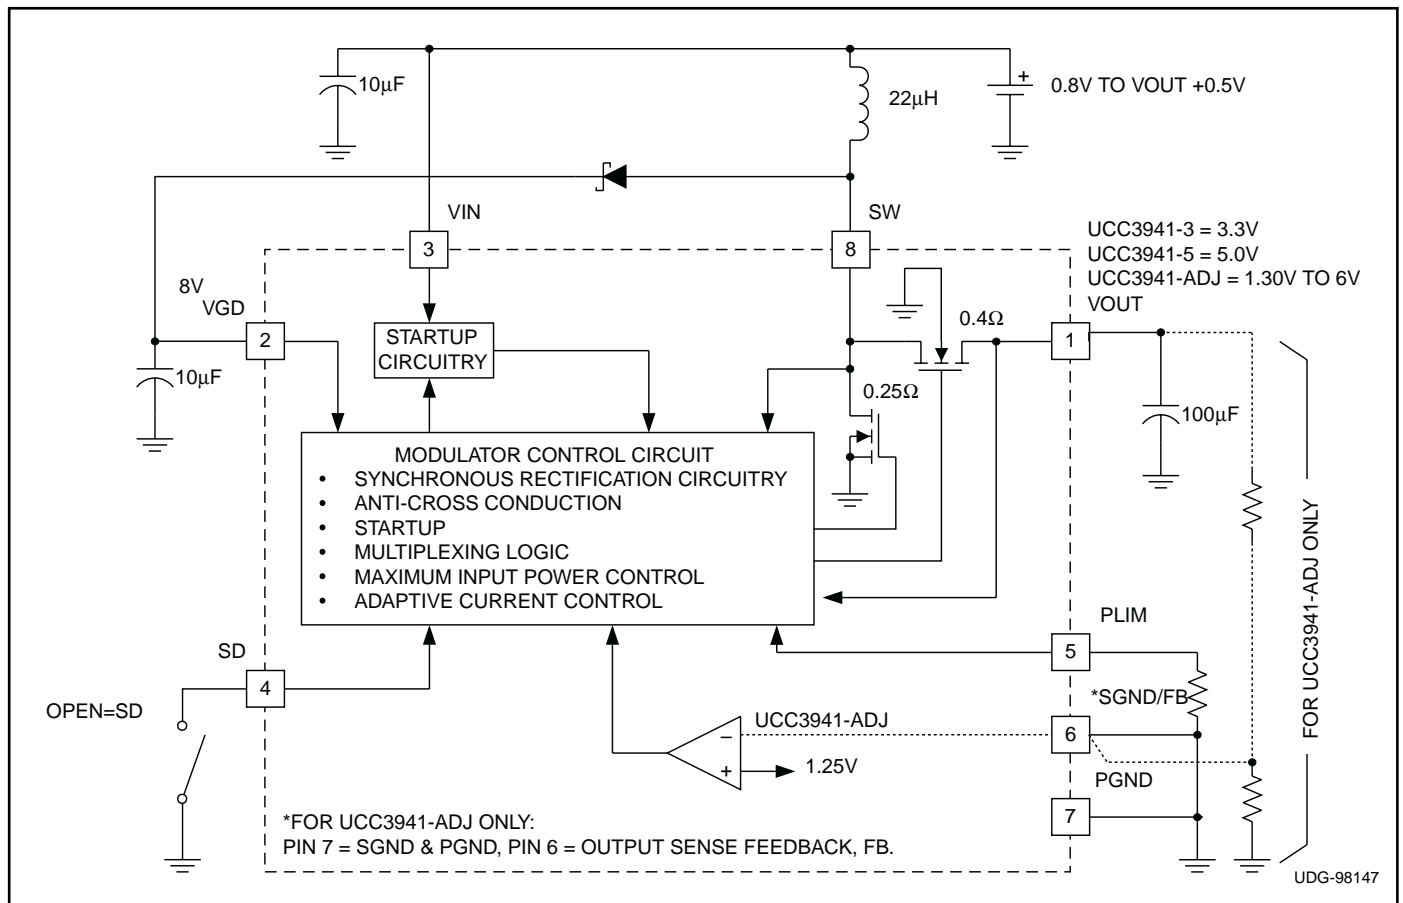 10μF
22μH
+
0.8V TO VOUT +0.5V
VIN
SW
3
8
UCC3941-3 = 3.3V
UCC3941-5 = 5.0V
UCC3941-ADJ = 1.30V TO 6V
VOUT
8V
VGD
2
STARTUP
CIRCUITRY
0.4Ω
1
10μF
0.25Ω
100μF
MODULATOR CONTROL CIRCUIT
• SYNCHRONOUS RECTIFICATION CIRCUITRY
• ANTI-CROSS CONDUCTION
• STARTUP
• MULTIPLEXING LOGIC
• MAXIMUM INPUT POWER CONTROL
• ADAPTIVE CURRENT CONTROL
FOR UCC3941-ADJ ONLY
PLIM
5
SD
4
OPEN=SD
*SGND/FB
UCC3941-ADJ
6
–
+
1.25V
PGND
7
*FOR UCC3941-ADJ ONLY:
PIN 7 = SGND & PGND, PIN 6 = OUTPUT SENSE FEEDBACK, FB.
UDG-98147